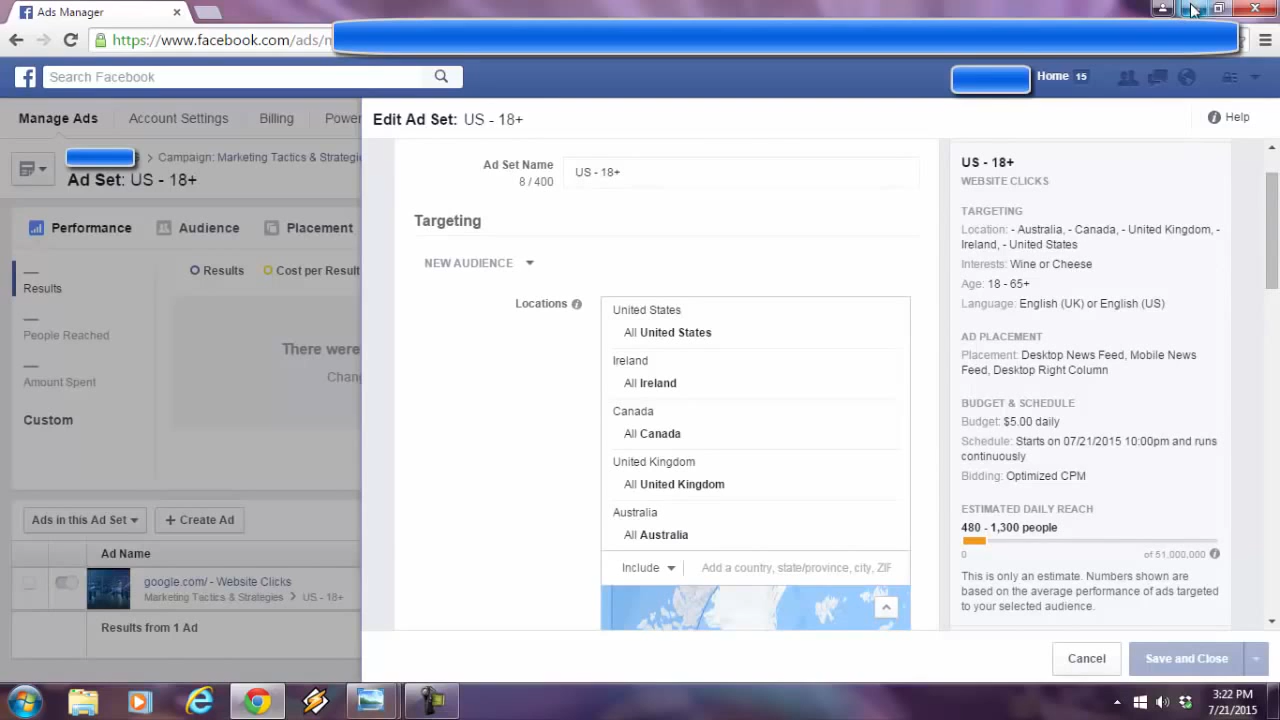 Ads Manager
https://www.facebook.com/ads/m
Search Facebook
Home 15
Manage Ads
Account Settings
Billing
Power
Campaign: Marketing Tactics & Strategi
Ad Set: US - 18+
Performance
Audience
Placement
Results
Cost per Result
Results
People Reached
Amount Spent
Custom
There were
Chang
Ads in this Ad Set
+ Create Ad
Ad Name
google.com/ - Website Clicks
Marketing Tactics & Strategies > US - 18+
Results from 1 Ad
Edit Ad Set: US - 18+
Help
Ad Set Name
8 / 400
US - 18+
Targeting
NEW AUDIENCE
Locations
United States
All United States
Ireland
All Ireland
Canada
All Canada
United Kingdom
All United Kingdom
Australia
All Australia
Include
Add a country, state/province, city, ZIP
US - 18+
WEBSITE CLICKS
TARGETING
Location: - Australia, - Canada, - United Kingdom, -
Ireland, - United States
Interests: Wine or Cheese
Age: 18 - 65+
Language: English (UK) or English (US)
AD PLACEMENT
Placement: Desktop News Feed, Mobile News
Feed, Desktop Right Column
BUDGET & SCHEDULE
Budget: $5.00 daily
Schedule: Starts on 07/21/2015 10:00pm and runs
continuously
Bidding: Optimized CPM
ESTIMATED DAILY REACH
480 - 1,300 people
0
of 51,000,000
This is only an estimate. Numbers shown are
based on the average performance of ads targeted
to your selected audience.
Cancel
Save and Close
3:22 PM
7/21/2015